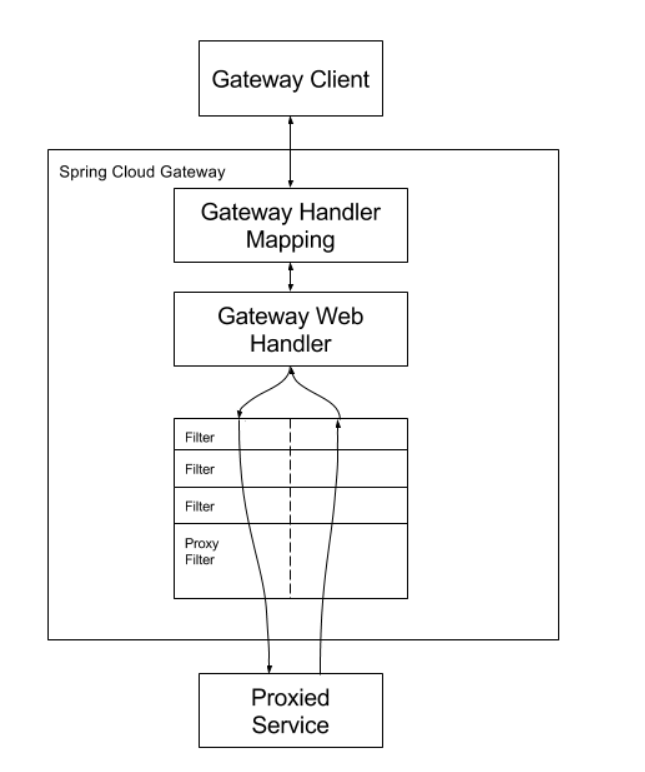 Gateway Client
Spring Cloud Gateway
Gateway Handler
Mapping
Gateway Web
Handler
Filter
Filter
Filter
Proxy
Filter
Proxied
Service